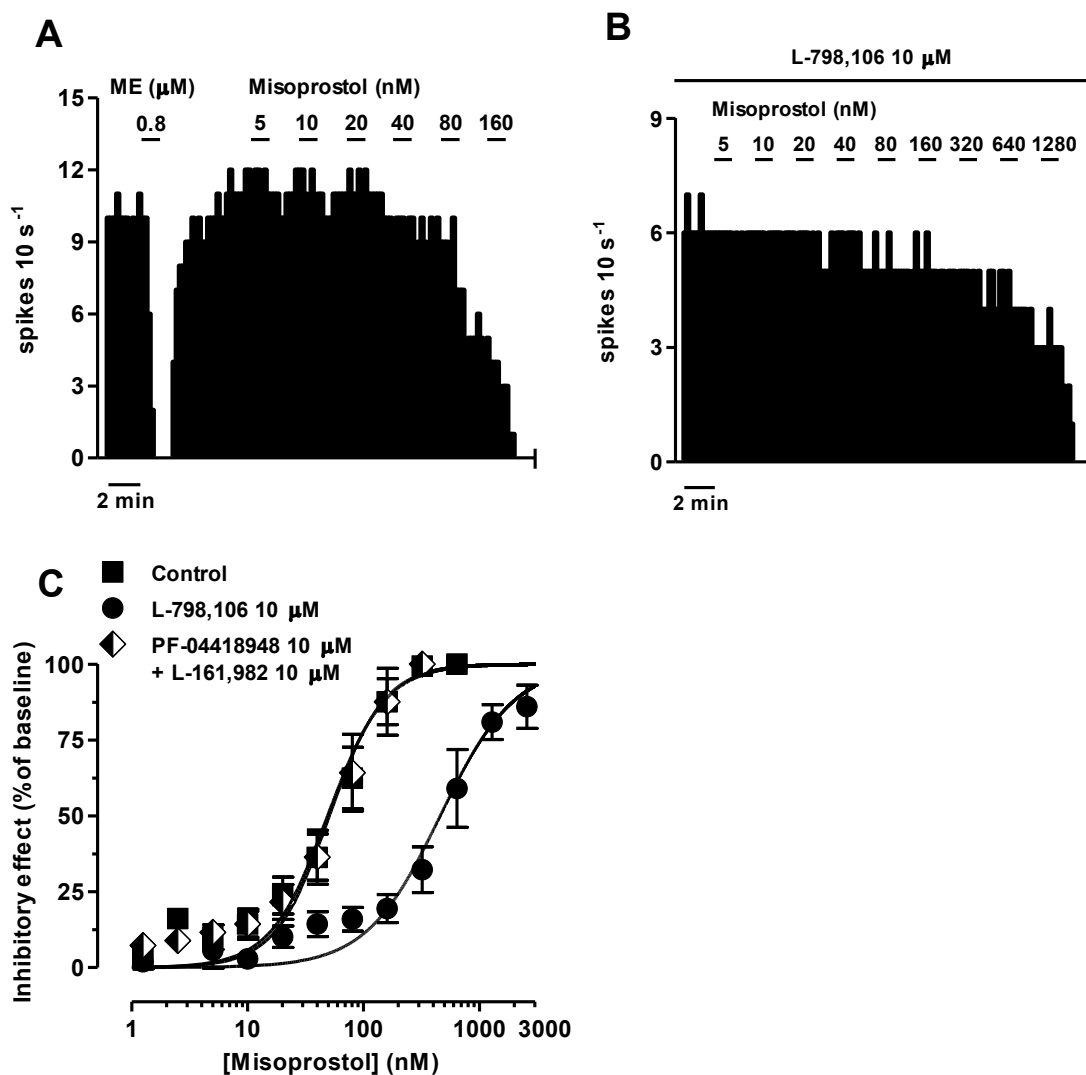 A
ME (μM)
Misoprostol (nM)
0.8
5 10 20 40 80 160
15
12
9
6
3
0
spikes 10 s⁻¹
2 min
B
L-798,106 10 μM
Misoprostol (nM)
5 10 20 40 80 160 320 640 1280
9
6
3
0
spikes 10 s⁻¹
2 min
C
Control
L-798,106 10 μM
PF-04418948 10 μM
+ L-161,982 10 μM
100
75
50
25
0
Inhibitory effect (% of baseline)
1 10 100 1000 3000
[Misoprostol] (nM)